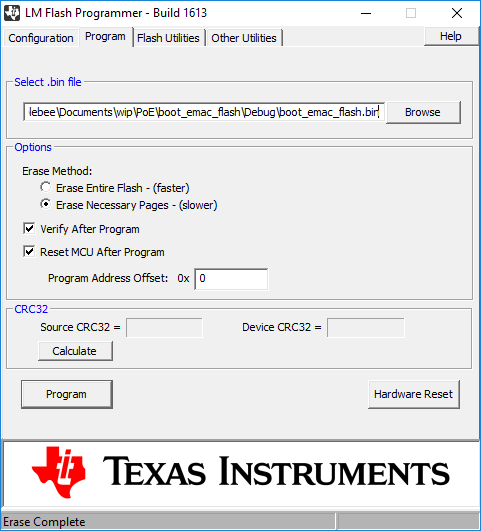 LM Flash Programmer - Build 1613
Configuration Program Flash Utilities Other Utilities Help
Select .bin file
lebee\Documents\wip\PoE\boot_emac_flash\Debug\boot_emac_flash.bin Browse
Options
Erase Method:
Erase Entire Flash - (faster)
Erase Necessary Pages - (slower)
Verify After Program
Reset MCU After Program
Program Address Offset: 0x 0
CRC32
Source CRC32 = Device CRC32 =
Calculate
Program Hardware Reset
TEXAS INSTRUMENTS
Erase Complete